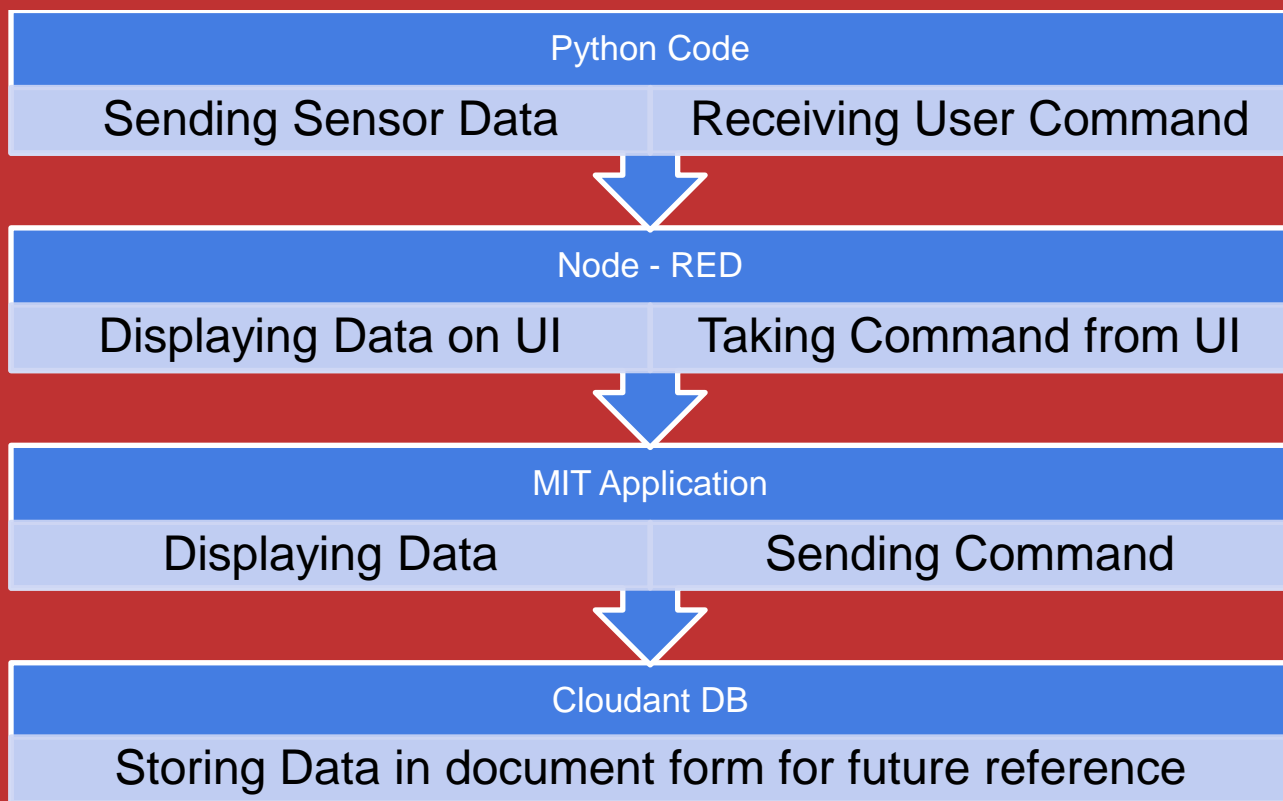 Python Code
Sending Sensor Data
Receiving User Command
Node - RED
Displaying Data on UI
Taking Command from UI
MIT Application
Displaying Data
Sending Command
Cloudant DB
Storing Data in document form for future reference